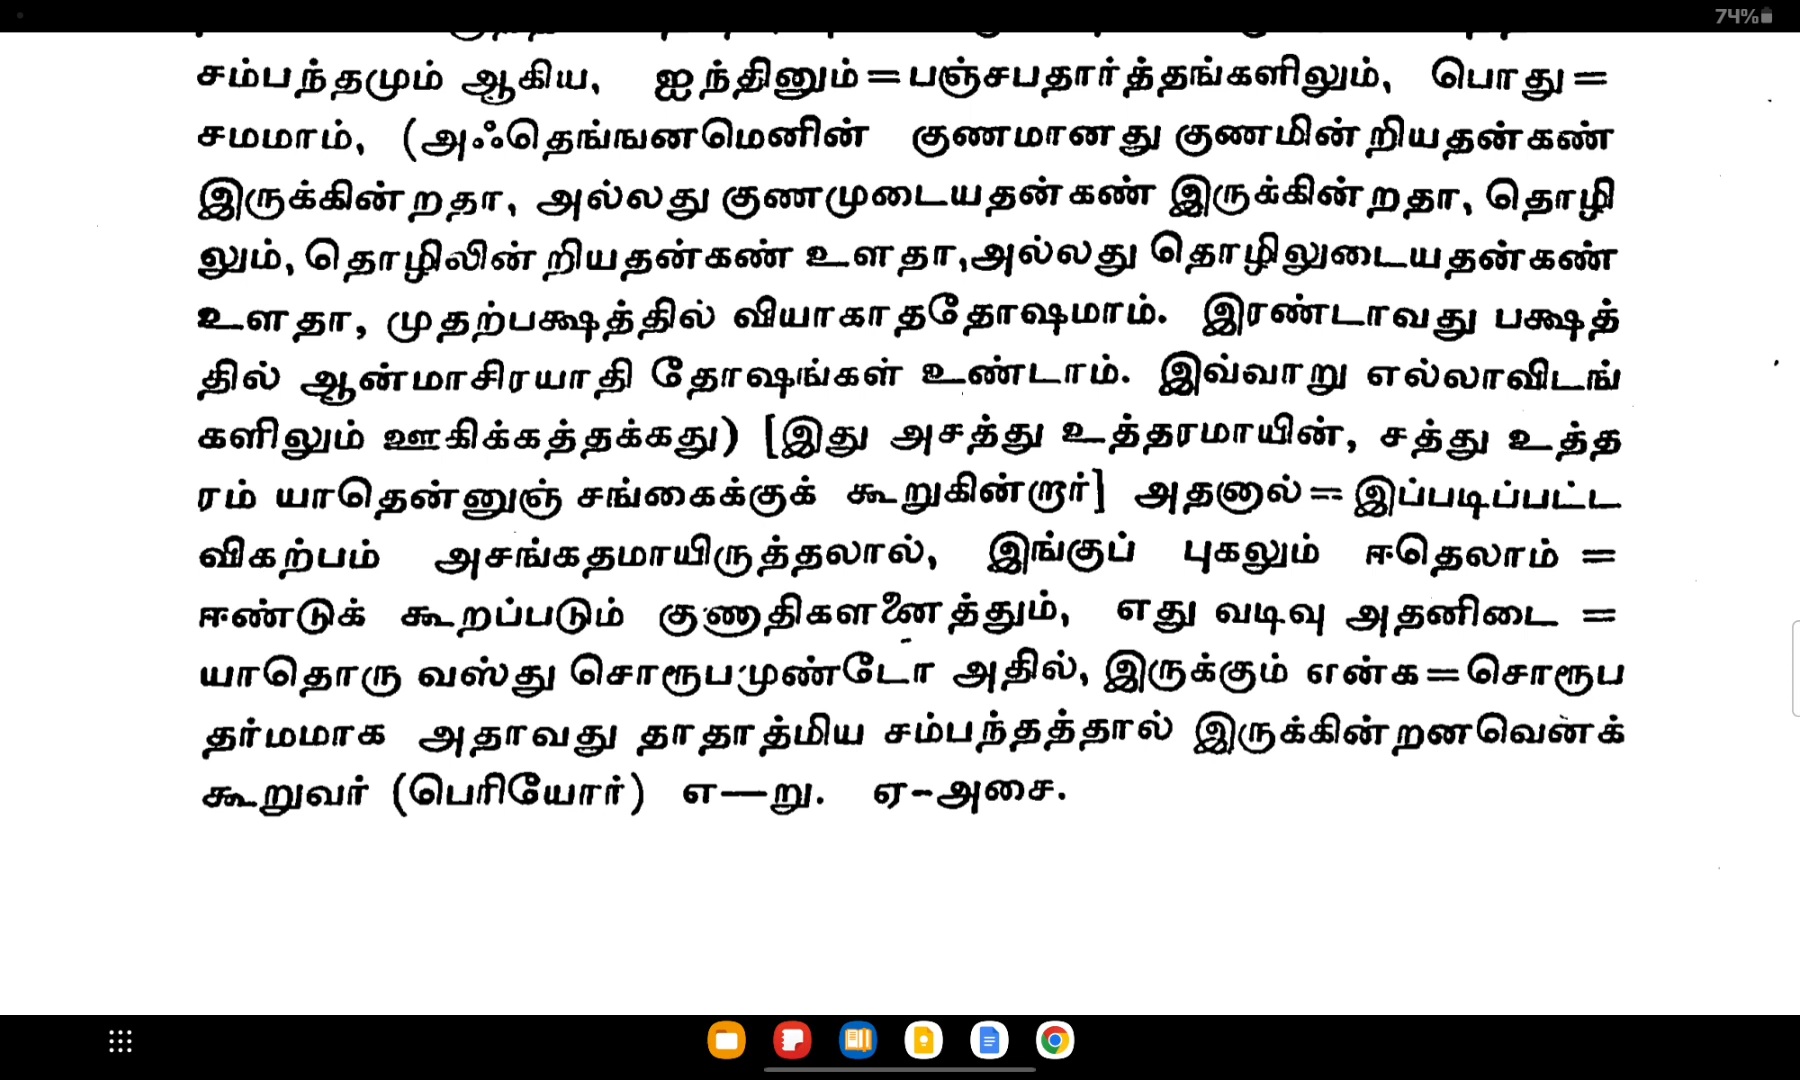 74%
சம்பந்தமும் ஆகிய, ஐந்தினும்=பஞ்சபதார்த்தங்களிலும், பொது=
சமமாம், (அஃதெங்ஙனமெனின் குணமானது குணமின்றியதன்கண்
இருக்கின்றதா, அல்லது குணமுடையதன்கண் இருக்கின்றதா, தொழி
லும், தொழிலின்றியதன்கண் உளதா,அல்லது தொழிலுடையதன்கண்
உளதா, முதற்பக்ஷத்தில் வியாகாததோஷமாம். இரண்டாவது பக்ஷத்
தில் ஆன்மாசிரயாதி தோஷங்கள் உண்டாம். இவ்வாறு எல்லாவிடங்
களிலும் ஊகிக்கத்தக்கது) [இது அசத்து உத்தரமாயின், சத்து உத்த
ரம் யாதென்னுஞ் சங்கைக்குக் கூறுகின்றார்] அதனால்=இப்படிப்பட்ட
விகற்பம் அசங்கதமாயிருத்தலால், இங்குப் புகலும் ஈதெலாம் =
ஈண்டுக் கூறப்படும் குணாதிகளனைத்தும், எது வடிவு அதனிடை =
யாதொரு வஸ்து சொரூபமுண்டோ அதில், இருக்கும் என்க=சொரூப
தர்மமாக அதாவது தாதாத்மிய சம்பந்தத்தால் இருக்கின்றனவெனக்
கூறுவர் (பெரியோர்) எ—று. ஏ-அசை.